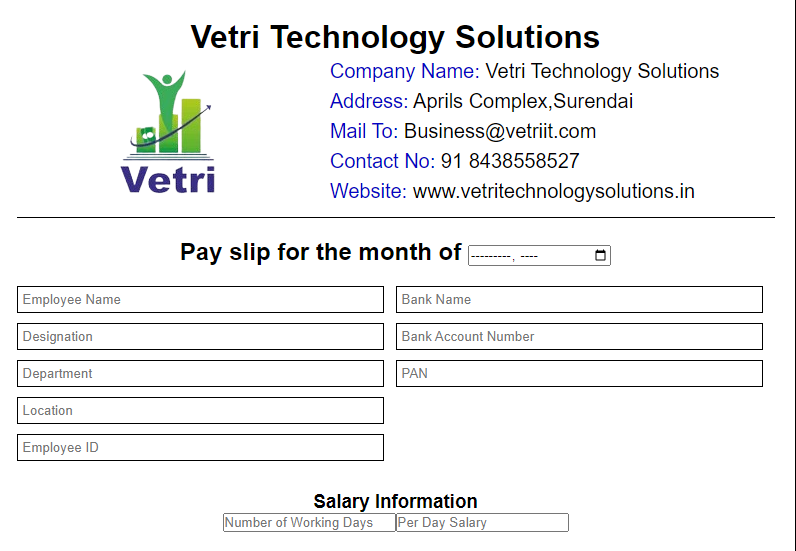 Vetri Technology Solutions
Vetri
Company Name: Vetri Technology Solutions
Address: Aprils Complex,Surendai
Mail To: Business@vetriit.com
Contact No: 91 8438558527
Website: www.vetritechnologysolutions.in
Pay slip for the month of ---------, ----
Employee Name Bank Name
Designation Bank Account Number
Department PAN
Location
Employee ID
Salary Information
Number of Working Days Per Day Salary